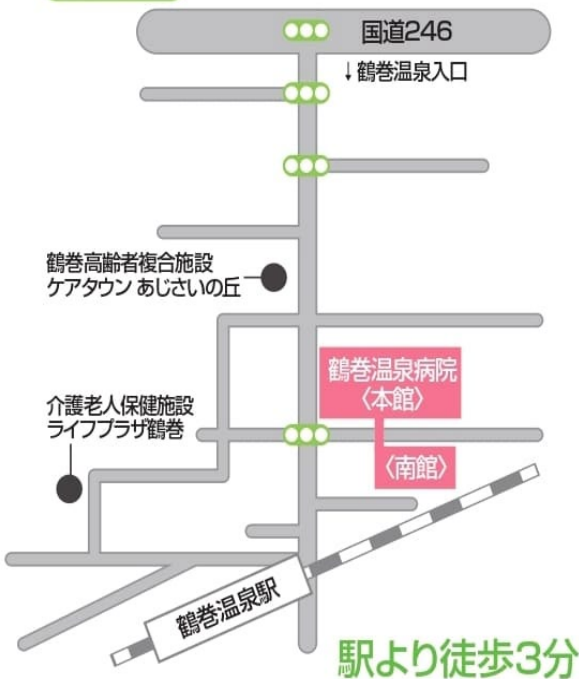 国道246
↓鶴巻温泉入口
鶴巻高齢者複合施設
ケアタウン あじさいの丘
鶴巻温泉病院
〈本館〉
介護老人保健施設
ライフプラザ鶴巻
〈南館〉
鶴巻温泉駅
駅より徒歩3分